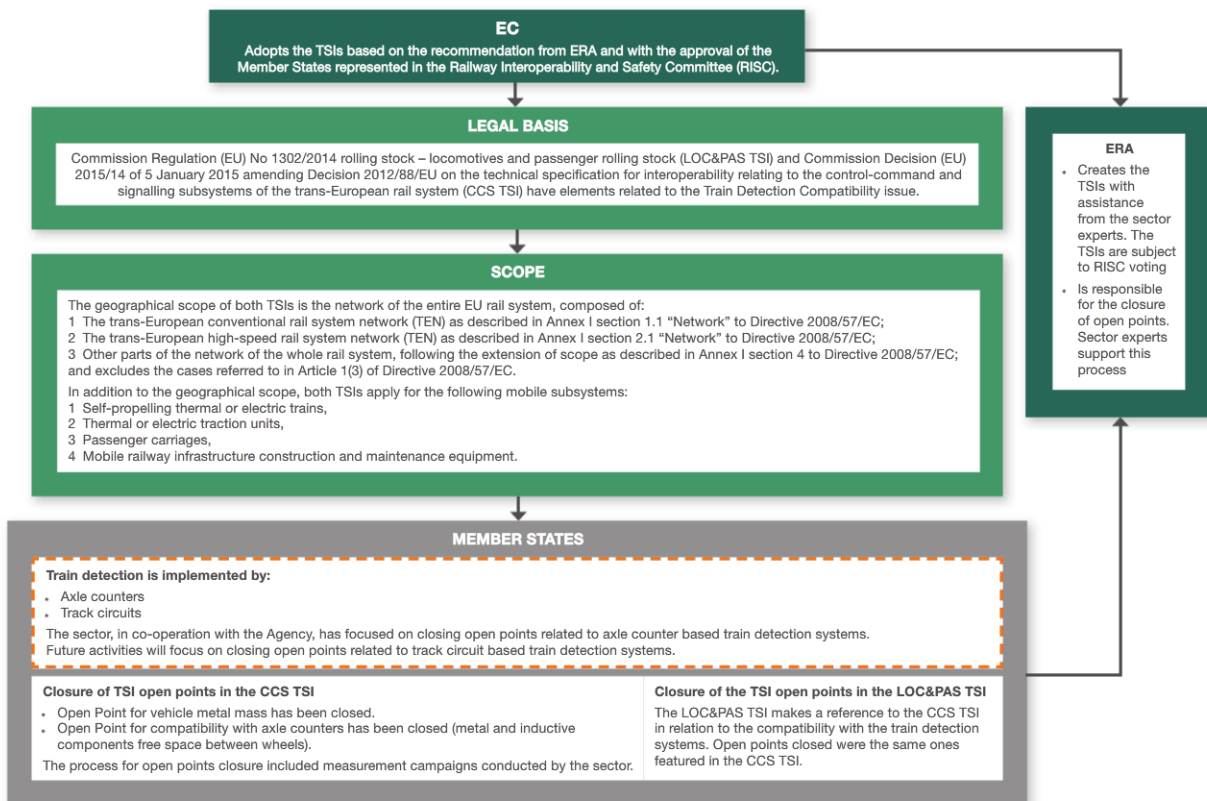 EC
Adopts the TSIs based on the recommendation from ERA and with the approval of the
Member States represented in the Railway Interoperability and Safety Committee (RISC).
LEGAL BASIS
Commission Regulation (EU) No 1302/2014 rolling stock – locomotives and passenger rolling stock (LOC&PAS TSI) and Commission Decision (EU)
2015/14 of 5 January 2015 amending Decision 2012/88/EU on the technical specification for interoperability relating to the control-command and
signalling subsystems of the trans-European rail system (CCS TSI) have elements related to the Train Detection Compatibility issue.
ERA
• Creates the
TSIs with
assistance
from the sector
experts. The
TSIs are subject
to RISC voting
• Is responsible
for the closure
of open points.
Sector experts
support this
process
SCOPE
The geographical scope of both TSIs is the network of the entire EU rail system, composed of:
1 The trans-European conventional rail system network (TEN) as described in Annex I section 1.1 “Network” to Directive 2008/57/EC;
2 The trans-European high-speed rail system network (TEN) as described in Annex I section 2.1 “Network” to Directive 2008/57/EC;
3 Other parts of the network of the whole rail system, following the extension of scope as described in Annex I section 4 to Directive 2008/57/EC;
and excludes the cases referred to in Article 1(3) of Directive 2008/57/EC.
In addition to the geographical scope, both TSIs apply for the following mobile subsystems:
1 Self-propelling thermal or electric trains,
2 Thermal or electric traction units,
3 Passenger carriages,
4 Mobile railway infrastructure construction and maintenance equipment.
MEMBER STATES
Train detection is implemented by:
• Axle counters
• Track circuits
The sector, in co-operation with the Agency, has focused on closing open points related to axle counter based train detection systems.
Future activities will focus on closing open points related to track circuit based train detection systems.
Closure of TSI open points in the CCS TSI
• Open Point for vehicle metal mass has been closed.
• Open Point for compatibility with axle counters has been closed (metal and inductive
components free space between wheels).
The process for open points closure included measurement campaigns conducted by the sector.
Closure of the TSI open points in the LOC&PAS TSI
The LOC&PAS TSI makes a reference to the CCS TSI
in relation to the compatibility with the train detection
systems. Open points closed were the same ones
featured in the CCS TSI.